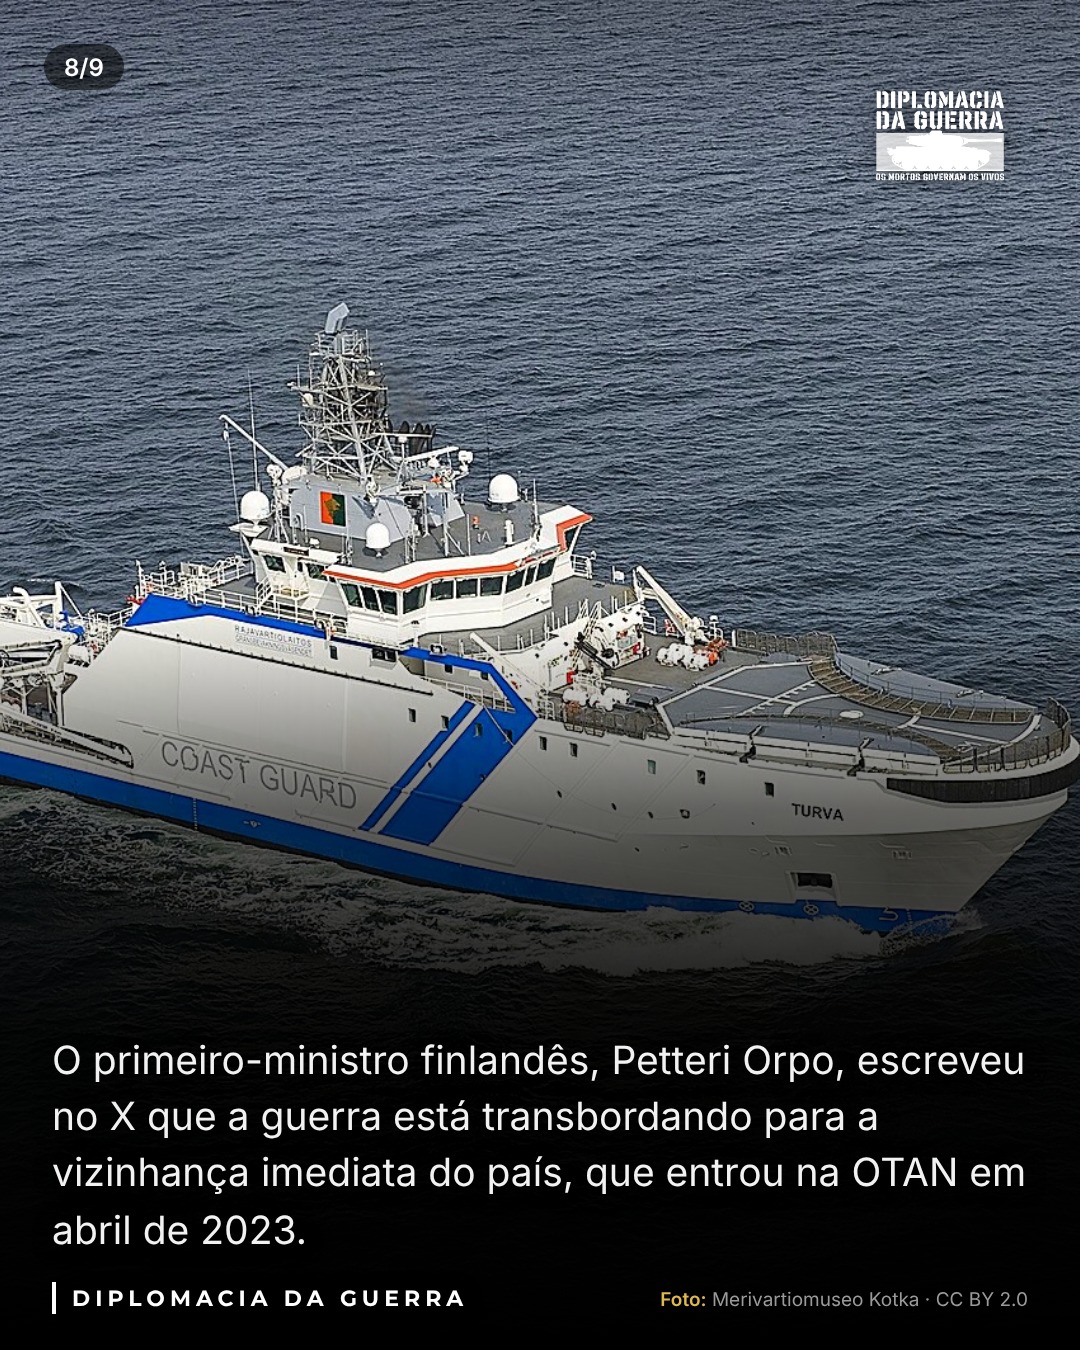 8/9
DIPLOMACIA
DA GUERRA
OS MORTOS GOVERNAM OS VIVOS
RAJAVARTIOLAITOS
GRÄNSBEVAKNINGSVÄSENDET
COAST GUARD
TURVA
O primeiro-ministro finlandês, Petteri Orpo, escreveu
no X que a guerra está transbordando para a
vizinhança imediata do país, que entrou na OTAN em
abril de 2023.
DIPLOMACIA DA GUERRA
Foto: Merivartiomuseo Kotka · CC BY 2.0